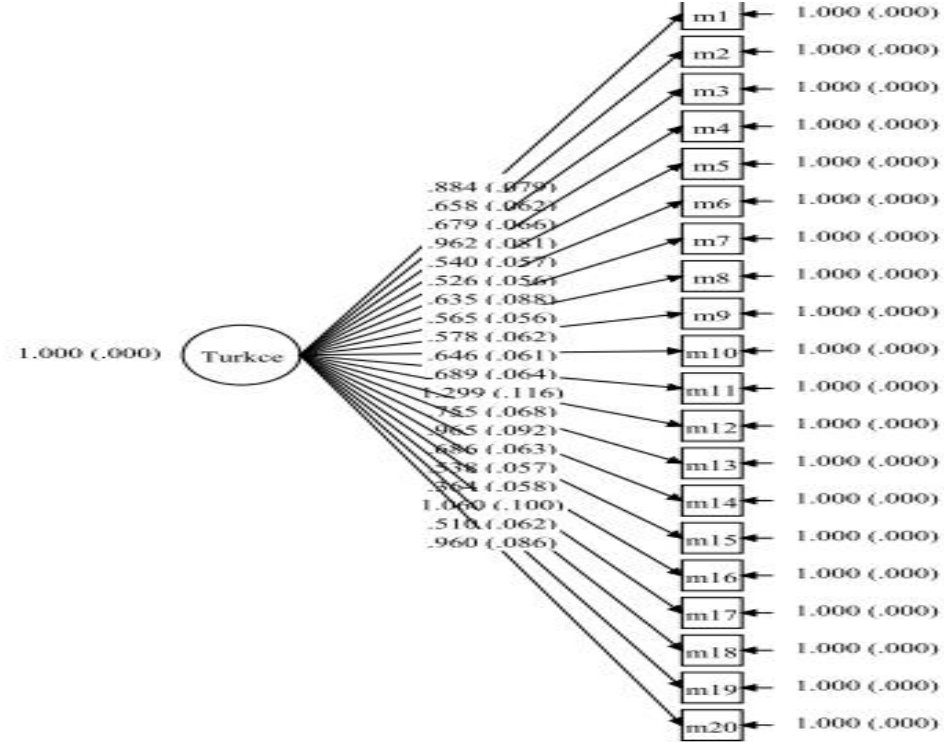 1.000 (.000)
Turkce
.884 (.079)
.658 (.062)
.679 (.066)
.962 (.081)
.540 (.057)
.526 (.056)
.635 (.088)
.565 (.056)
.578 (.062)
.646 (.061)
.689 (.064)
1.299 (.116)
.755 (.068)
.965 (.092)
.686 (.063)
.538 (.057)
(.058)
1.060 (.100)
.510 (.062)
.960 (.086)
m1 1.000 (.000)
m2 1.000 (.000)
m3 1.000 (.000)
m4 1.000 (.000)
m5 1.000 (.000)
m6 1.000 (.000)
m7 1.000 (.000)
m8 1.000 (.000)
m9 1.000 (.000)
m10 1.000 (.000)
m11 1.000 (.000)
m12 1.000 (.000)
m13 1.000 (.000)
m14 1.000 (.000)
m15 1.000 (.000)
m16 1.000 (.000)
m17 1.000 (.000)
m18 1.000 (.000)
m19 1.000 (.000)
m20 1.000 (.000)